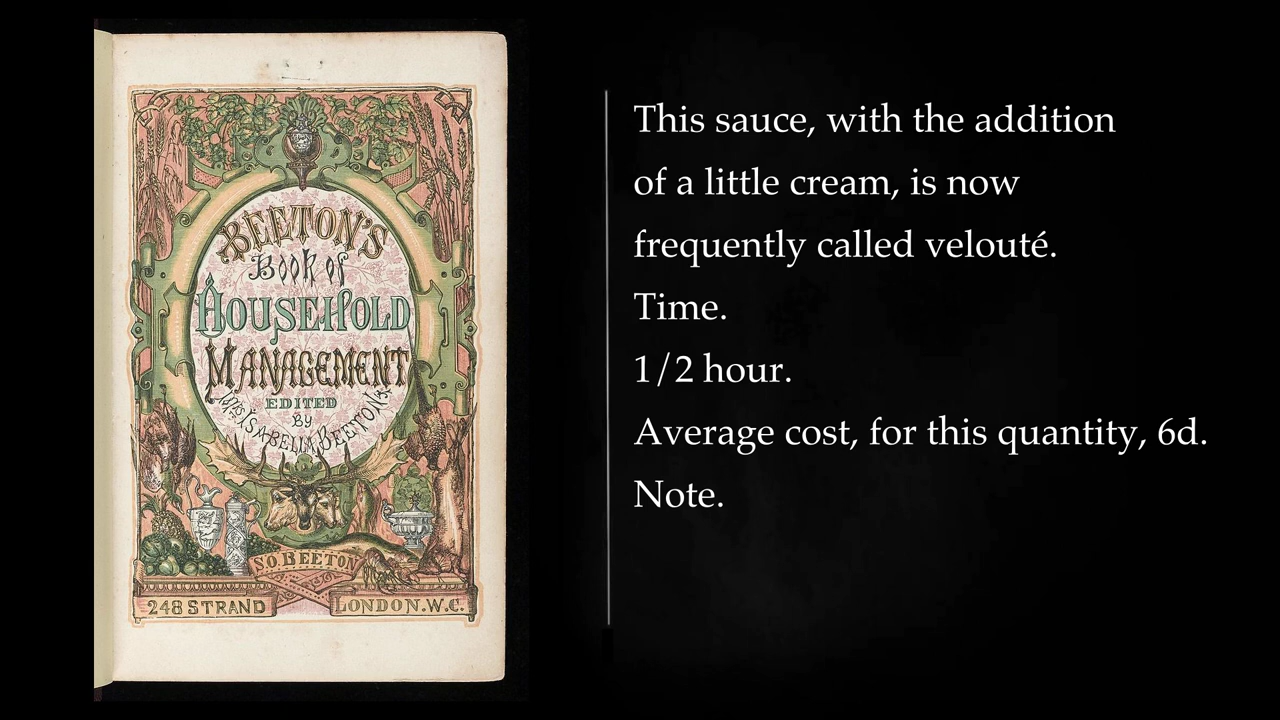 BEETON'S
Book of
HOUSEHOLD
MANAGEMENT
EDITED
BY
MRS ISABELLA BEETON
S.O. BEETON
248 STRAND
LONDON. W.C.
This sauce, with the addition
of a little cream, is now
frequently called velouté.
Time.
1/2 hour.
Average cost, for this quantity, 6d.
Note.